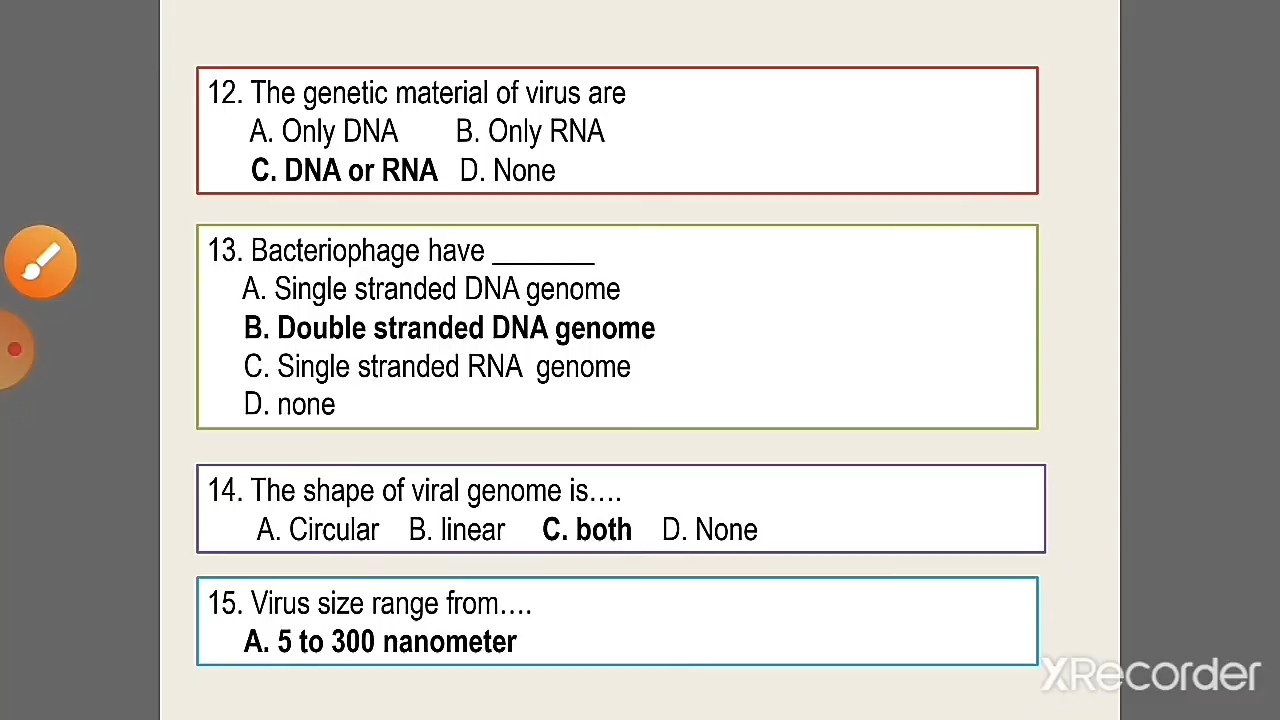 12. The genetic material of virus are
A. Only DNA B. Only RNA
C. DNA or RNA D. None
13. Bacteriophage have _______
A. Single stranded DNA genome
B. Double stranded DNA genome
C. Single stranded RNA genome
D. none
14. The shape of viral genome is....
A. Circular B. linear C. both D. None
15. Virus size range from....
A. 5 to 300 nanometer
XRecorder